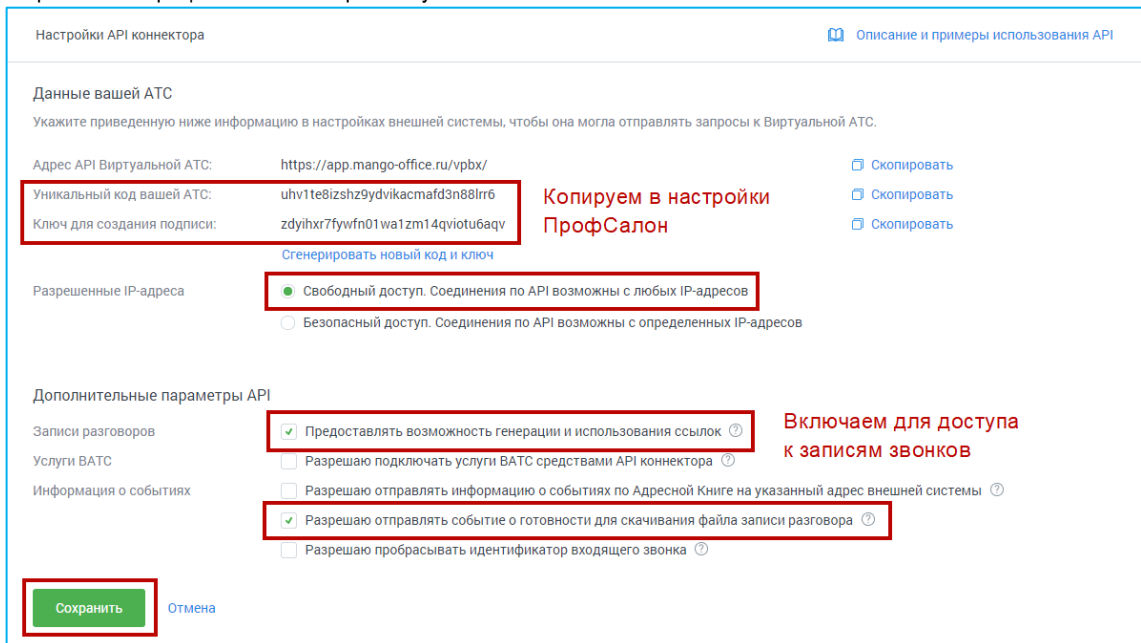 Настройки API коннектора
Описание и примеры использования API
Данные вашей АТС
Укажите приведенную ниже информацию в настройках внешней системы, чтобы она могла отправлять запросы к Виртуальной АТС.
Адрес API Виртуальной АТС: https://app.mango-office.ru/vpbx/ Скопировать
Уникальный код вашей АТС: uhv1te8izshz9ydvikacmafd3n88lrr6 Скопировать
Ключ для создания подписи: zdyihxr7fywfn01wa1zm14qviotu6aqv Скопировать
Копируем в настройки
ПрофСалон
Сгенерировать новый код и ключ
Разрешенные IP-адреса Свободный доступ. Соединения по API возможны с любых IP-адресов
Безопасный доступ. Соединения по API возможны с определенных IP-адресов
Дополнительные параметры API
Записи разговоров Предоставлять возможность генерации и использования ссылок
Включаем для доступа
к записям звонков
Услуги ВАТС Разрешаю подключать услуги ВАТС средствами API коннектора
Информация о событиях Разрешаю отправлять информацию о событиях по Адресной Книге на указанный адрес внешней системы
Разрешаю отправлять событие о готовности для скачивания файла записи разговора
Разрешаю пробрасывать идентификатор входящего звонка
Сохранить Отмена